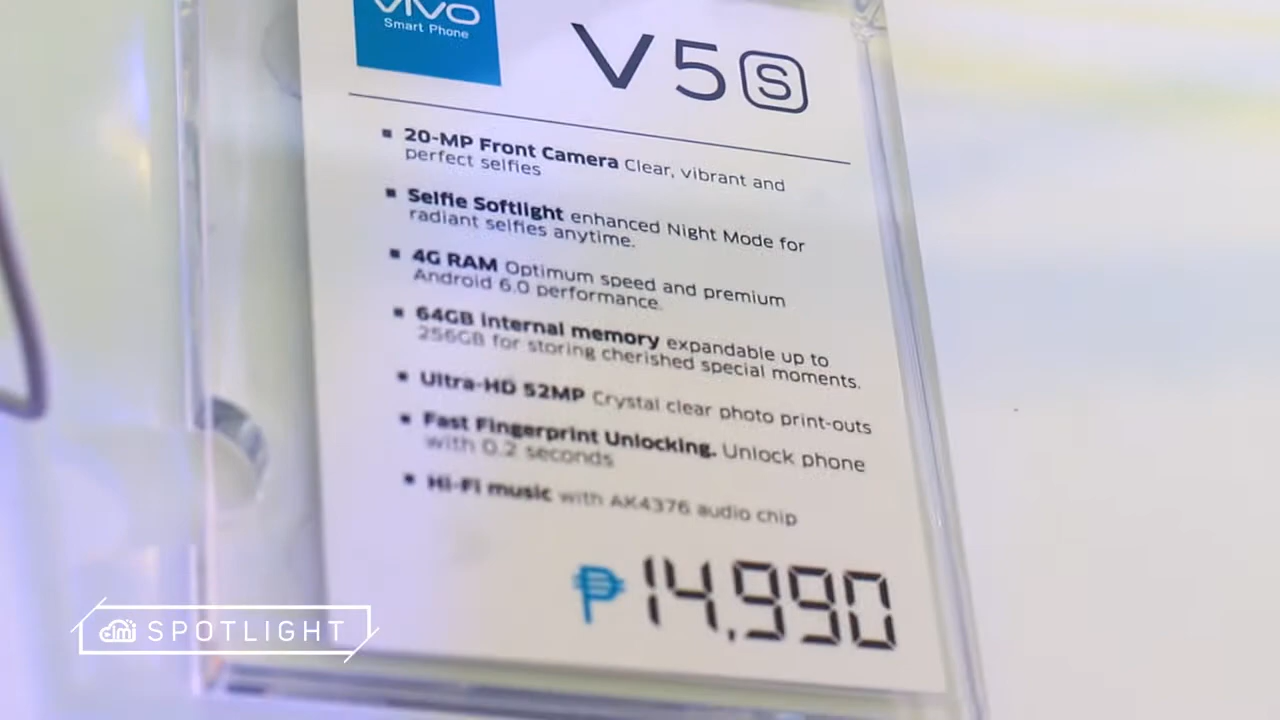 vivo
Smart Phone
V5S
20-MP Front Camera Clear, vibrant and
perfect selfies
Selfie Softlight enhanced Night Mode for
radiant selfies anytime.
4G RAM Optimum speed and premium
Android 6.0 performance.
64GB internal memory expandable up to
256GB for storing cherished special moments.
Ultra-HD 52MP Crystal clear photo print-outs
Fast Fingerprint Unlocking. Unlock phone
with 0.2 seconds
Hi-Fi music with AK4376 audio chip
₱14,990
clmi SPOTLIGHT